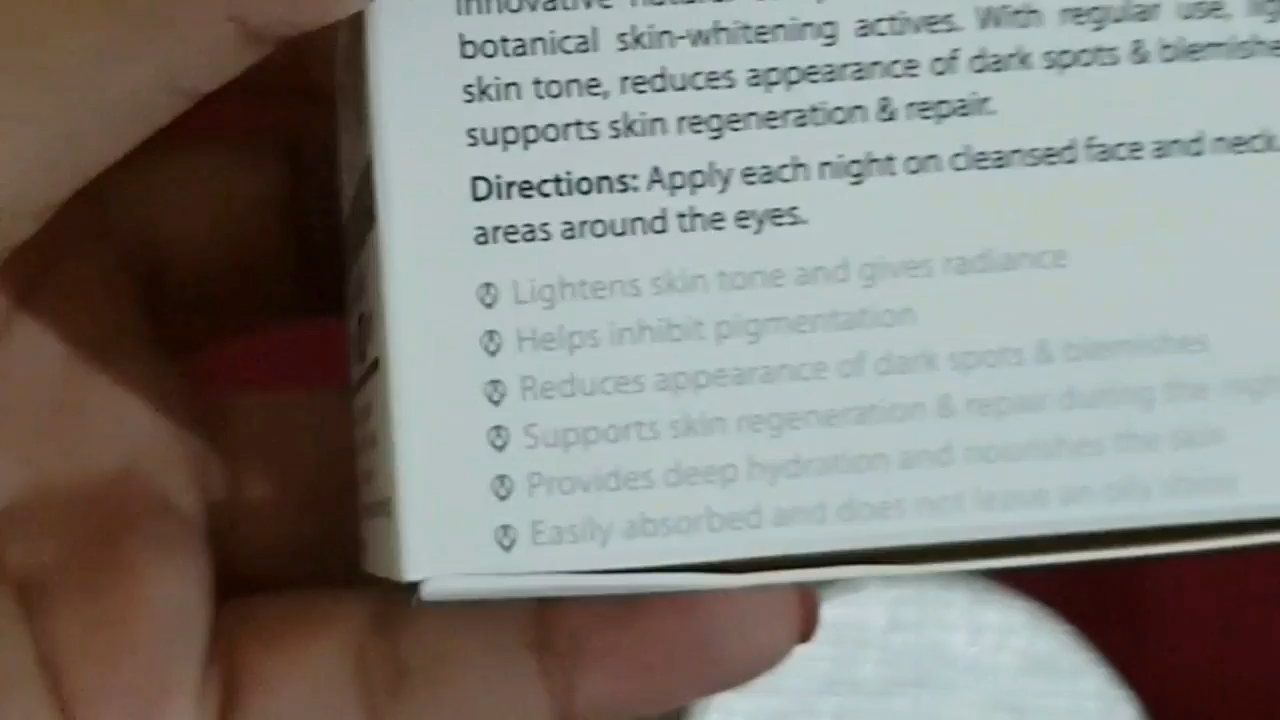 innovative natural
botanical skin-whitening actives. With regular use,
skin tone, reduces appearance of dark spots & blemishe
supports skin regeneration & repair.
Directions: Apply each night on cleansed face and neck.
areas around the eyes.
Lightens skin tone and gives radiance
Helps inhibit pigmentation
Reduces appearance of dark spots & blemishes
Supports skin regeneration & repair during the night
Provides deep hydration and nourishes the skin
Easily absorbed and does not leave an oily